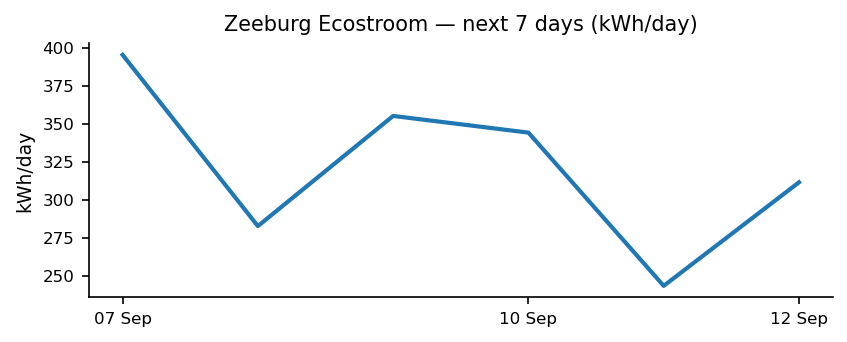 Zeeburg Ecostroom — next 7 days (kWh/day)
kWh/day
400
375
350
325
300
275
250
07 Sep
10 Sep
12 Sep